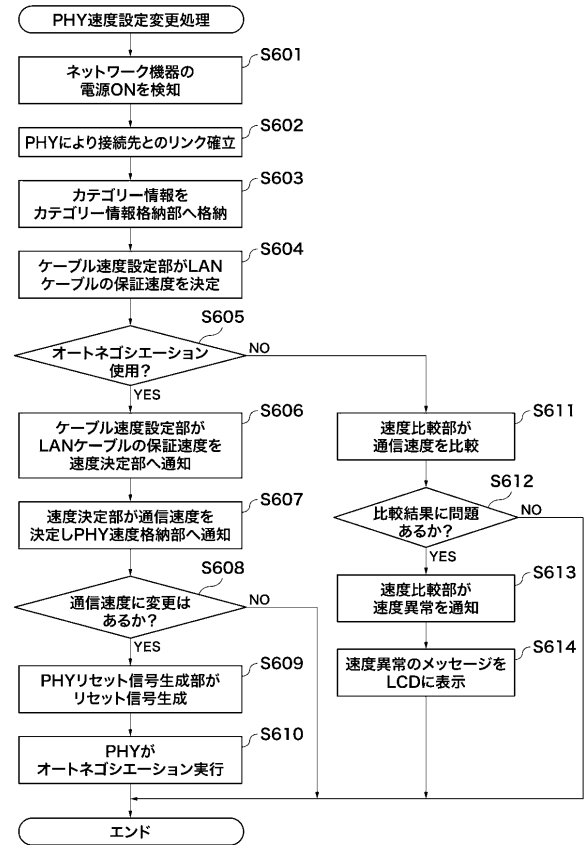 PHY速度設定変更処理
S601
ネットワーク機器の
電源ONを検知
S602
PHYにより接続先とのリンク確立
S603
カテゴリー情報を
カテゴリー情報格納部へ格納
S604
ケーブル速度設定部がLAN
ケーブルの保証速度を決定
S605
オートネゴシエーション
使用？
NO
YES
S606
ケーブル速度設定部が
LANケーブルの保証速度を
速度決定部へ通知
S607
速度決定部が通信速度を
決定しPHY速度格納部へ通知
S608
通信速度に変更は
あるか？
NO
YES
S609
PHYリセット信号生成部が
リセット信号生成
S610
PHYが
オートネゴシエーション実行
S611
速度比較部が
通信速度を比較
S612
比較結果に問題
あるか？
NO
YES
S613
速度比較部が
速度異常を通知
S614
速度異常のメッセージを
LCDに表示
エンド